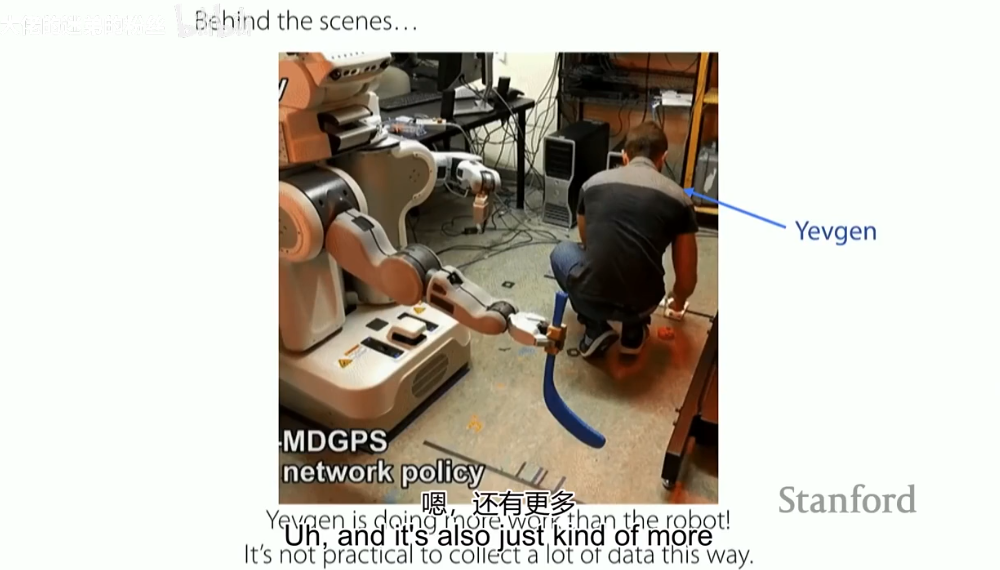 Behind the scenes…
Yevgen
-MDGPS
network policy
Stanford
嗯，还有更多
Yevgen is doing more work than the robot!
Uh, and it's also just kind of more
It's not practical to collect a lot of data this way.